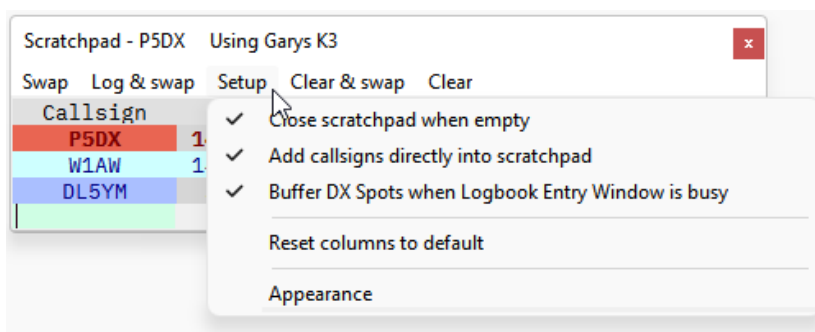 Scratchpad - P5DX Using Garys K3
x
Swap Log & swap Setup Clear & swap Clear
Callsign
P5DX 1
W1AW 1
DL5YM
Close scratchpad when empty
Add callsigns directly into scratchpad
Buffer DX Spots when Logbook Entry Window is busy
Reset columns to default
Appearance